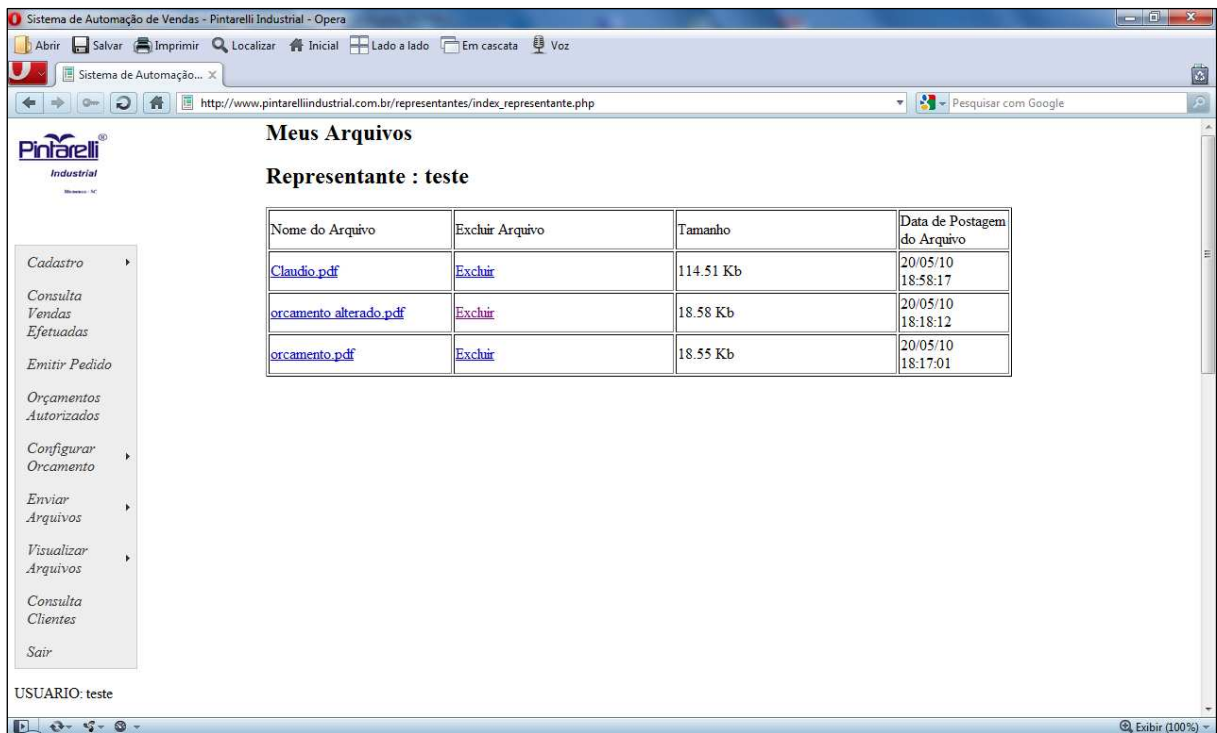 Sistema de Automação de Vendas - Pintarelli Industrial - Opera
Abrir Salvar Imprimir Localizar Inicial Lado a lado Em cascata Voz
Sistema de Automação...
http://www.pintarelliindustrial.com.br/representantes/index_representante.php Pesquisar com Google
Pintarelli®
Industrial
Meus Arquivos
Representante : teste
Nome do Arquivo Excluir Arquivo Tamanho Data de Postagem
do Arquivo
Claudio.pdf Excluir 114.51 Kb 20/05/10
18:58:17
orcamento alterado.pdf Excluir 18.58 Kb 20/05/10
18:18:12
orcamento.pdf Excluir 18.55 Kb 20/05/10
18:17:01
Cadastro
Consulta
Vendas
Efetuadas
Emitir Pedido
Orçamentos
Autorizados
Configurar
Orcamento
Enviar
Arquivos
Visualizar
Arquivos
Consulta
Clientes
Sair
USUARIO: teste
Exibir (100%)